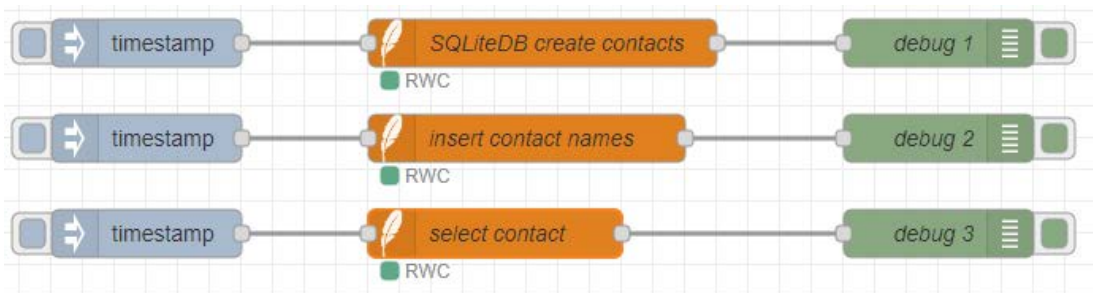 timestamp SQLiteDB create contacts debug 1
RWC
timestamp insert contact names debug 2
RWC
timestamp select contact debug 3
RWC